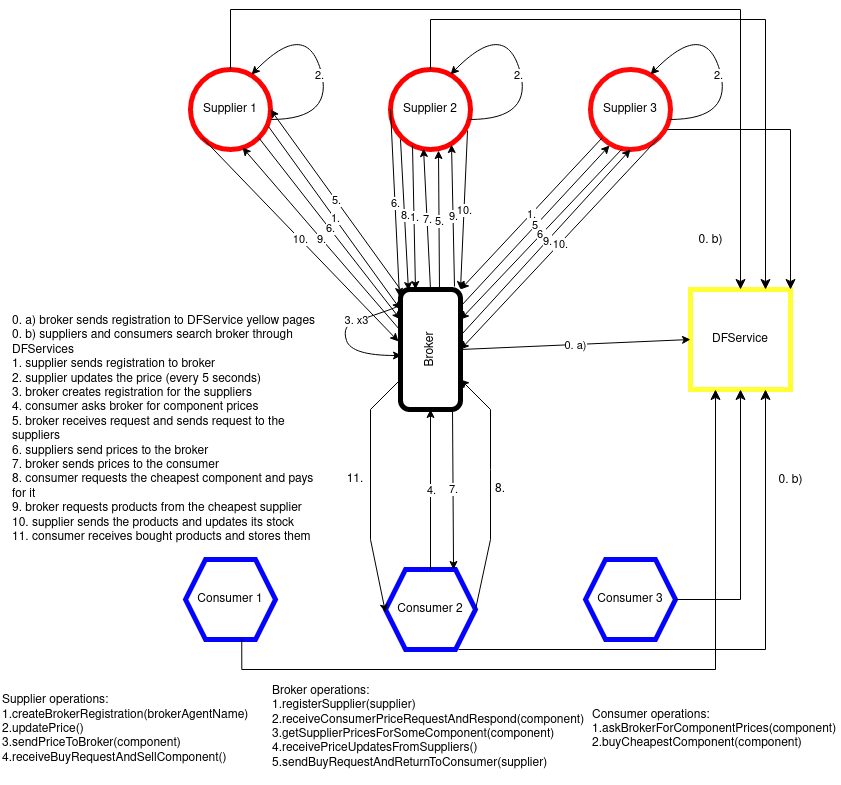 2.
2.
2.
Supplier 1
Supplier 2
Supplier 3
5.
1.
6.
9.
10.
6.
8.
1.
7.
5.
9.
10.
1.
5
6
9.
10.
0. b)
0. a) broker sends registration to DFService yellow pages
0. b) suppliers and consumers search broker through
DFServices
1. supplier sends registration to broker
2. supplier updates the price (every 5 seconds)
3. broker creates registration for the suppliers
4. consumer asks broker for component prices
5. broker receives request and sends request to the
suppliers
6. suppliers send prices to the broker
7. broker sends prices to the consumer
8. consumer requests the cheapest component and pays
for it
9. broker requests products from the cheapest supplier
10. supplier sends the products and updates its stock
11. consumer receives bought products and stores them
3. x3
Broker
0. a)
DFService
11.
4.
7.
8.
0. b)
Consumer 1
Consumer 2
Consumer 3
Supplier operations:
1.createBrokerRegistration(brokerAgentName)
2.updatePrice()
3.sendPriceToBroker(component)
4.receiveBuyRequestAndSellComponent()
Broker operations:
1.registerSupplier(supplier)
2.receiveConsumerPriceRequestAndRespond(component)
3.getSupplierPricesForSomeComponent(component)
4.receivePriceUpdatesFromSuppliers()
5.sendBuyRequestAndReturnToConsumer(supplier)
Consumer operations:
1.askBrokerForComponentPrices(component)
2.buyCheapestComponent(component)